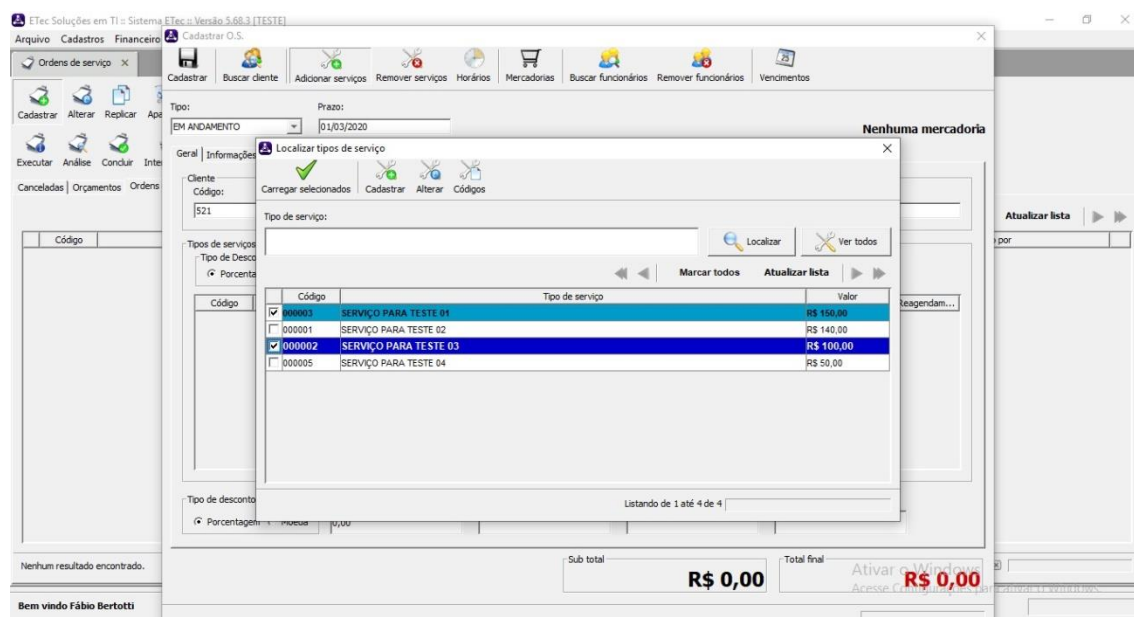 ETec Soluções em TI :: Sistema ETec :: Versão 5.68.3 [TESTE]
Arquivo Cadastros Financeiro
Cadastrar O.S.
Ordens de serviço
Cadastrar Buscar cliente Adicionar serviços Remover serviços Horários Mercadorias Buscar funcionários Remover funcionários Vencimentos
Cadastrar Alterar Replicar
Tipo: Prazo:
EM ANDAMENTO 01/03/2020
Nenhuma mercadoria
Executar Análise Concluir
Geral Informações
Localizar tipos de serviço
Canceladas Orçamentos Ordens
Cliente
Código:
521
Carregar selecionados Cadastrar Alterar Códigos
Tipo de serviço:
Atualizar lista
Código
por
Tipos de serviços
Localizar Ver todos
Marcar todos Atualizar lista
Código
Reagendam...
Código Tipo de serviço Valor
000003 SERVIÇO PARA TESTE 01 R$ 150,00
000001 SERVIÇO PARA TESTE 02 R$ 140,00
000002 SERVIÇO PARA TESTE 03 R$ 100,00
000005 SERVIÇO PARA TESTE 04 R$ 50,00
Listando de 1 até 4 de 4
Tipo de desconto
Porcentagem Moeda 0,00
Nenhum resultado encontrado.
Sub total
R$ 0,00
Total final
R$ 0,00
Bem vindo Fábio Bertotti